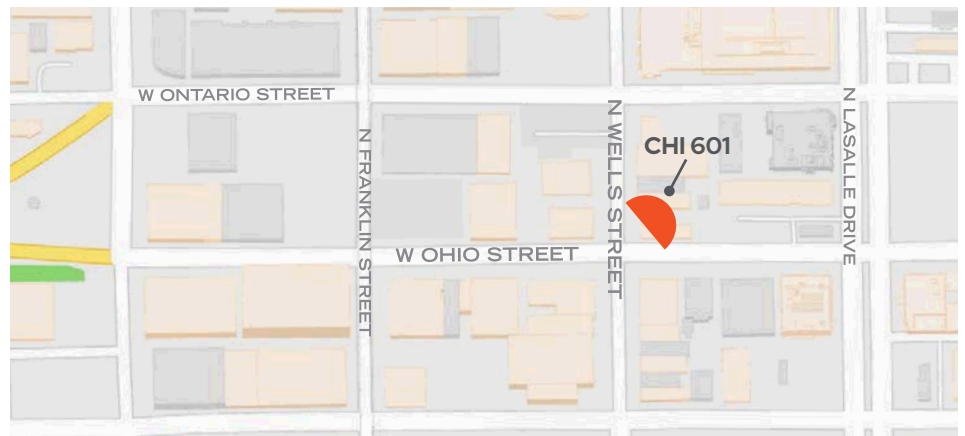 W ONTARIO STREET
N FRANKLIN STREET
W OHIO STREET
N WELLS STREET
CHI 601
N LASALLE DRIVE